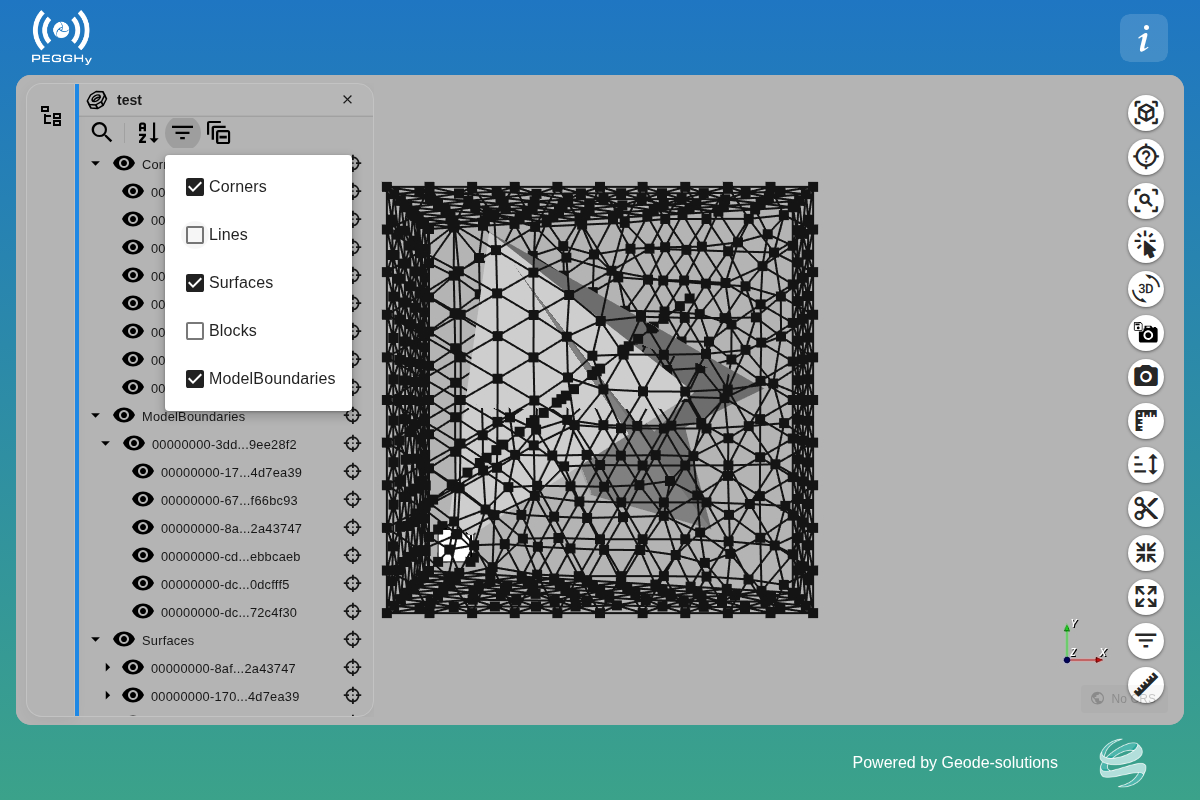 PEGGHy
i
test
A
Z
Corners
Lines
Surfaces
Blocks
ModelBoundaries
ModelBoundaries
00000000-3dd...9ee28f2
00000000-17...4d7ea39
00000000-67...f66bc93
00000000-8a...2a43747
00000000-cd...ebbcaeb
00000000-dc...0dcfff5
00000000-dc...72c4f30
Surfaces
00000000-8af...2a43747
00000000-170...4d7ea39
3D
Y
Z X
No CRS
Powered by Geode-solutions